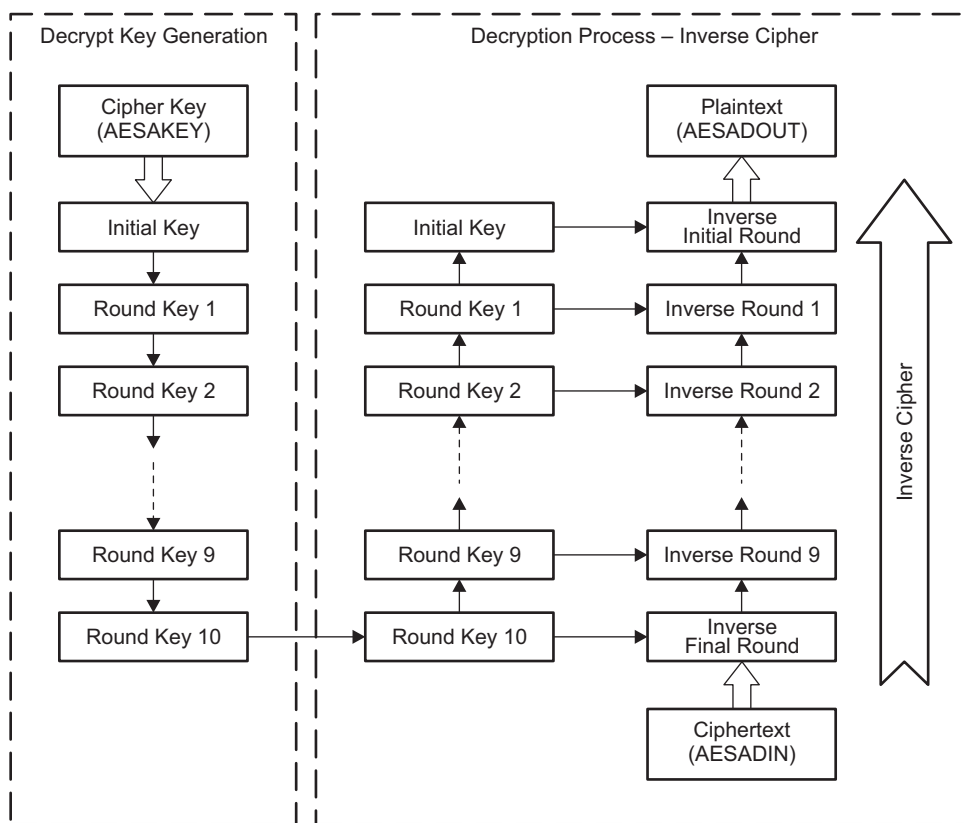 Decrypt Key Generation
Cipher Key
(AESAKEY)
Initial Key
Round Key 1
Round Key 2
Round Key 9
Round Key 10
Decryption Process – Inverse Cipher
Plaintext
(AESADOUT)
Initial Key
Inverse
Initial Round
Round Key 1
Inverse Round 1
Round Key 2
Inverse Round 2
Round Key 9
Inverse Round 9
Round Key 10
Inverse
Final Round
Ciphertext
(AESADIN)
Inverse Cipher